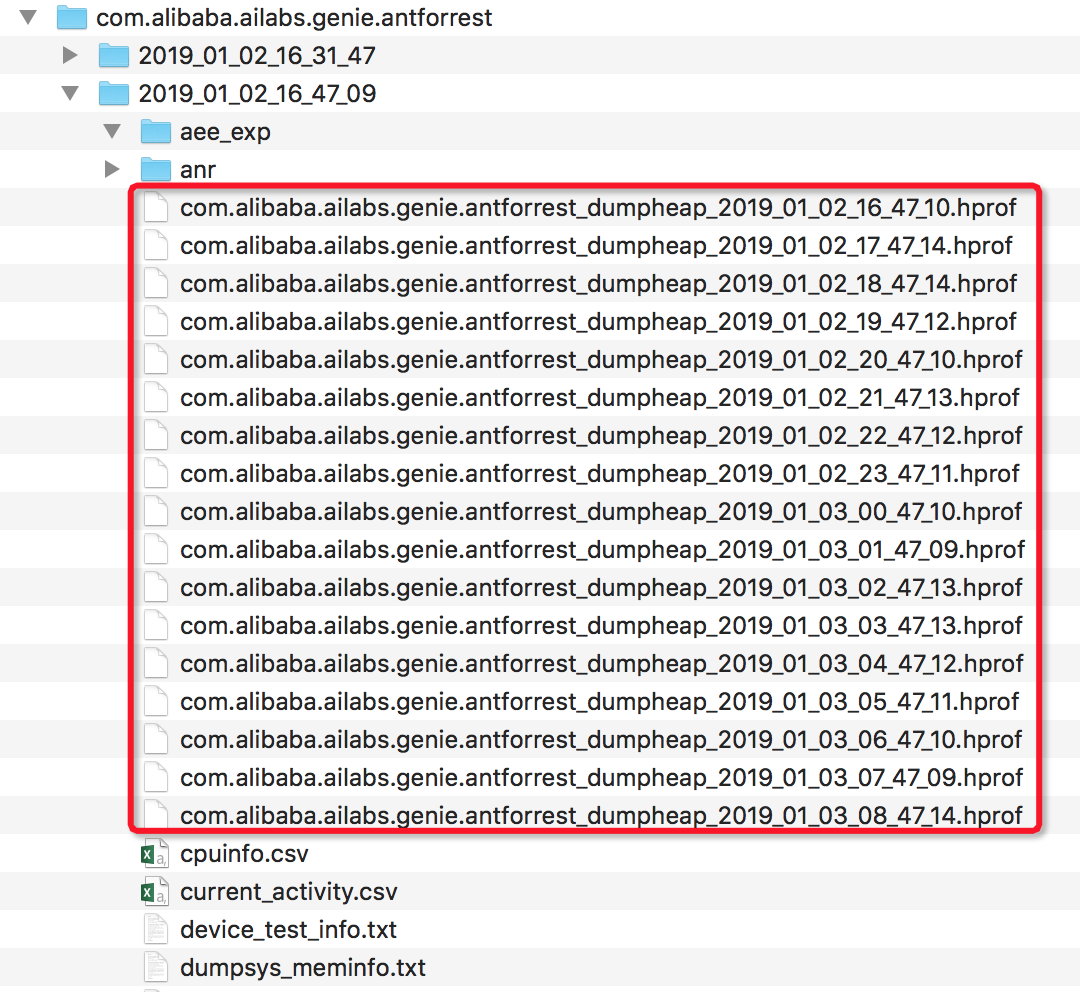 com.alibaba.ailabs.genie.antforrest
2019_01_02_16_31_47
2019_01_02_16_47_09
aee_exp
anr
com.alibaba.ailabs.genie.antforrest_dumpheap_2019_01_02_16_47_10.hprof
com.alibaba.ailabs.genie.antforrest_dumpheap_2019_01_02_17_47_14.hprof
com.alibaba.ailabs.genie.antforrest_dumpheap_2019_01_02_18_47_14.hprof
com.alibaba.ailabs.genie.antforrest_dumpheap_2019_01_02_19_47_12.hprof
com.alibaba.ailabs.genie.antforrest_dumpheap_2019_01_02_20_47_10.hprof
com.alibaba.ailabs.genie.antforrest_dumpheap_2019_01_02_21_47_13.hprof
com.alibaba.ailabs.genie.antforrest_dumpheap_2019_01_02_22_47_12.hprof
com.alibaba.ailabs.genie.antforrest_dumpheap_2019_01_02_23_47_11.hprof
com.alibaba.ailabs.genie.antforrest_dumpheap_2019_01_03_00_47_10.hprof
com.alibaba.ailabs.genie.antforrest_dumpheap_2019_01_03_01_47_09.hprof
com.alibaba.ailabs.genie.antforrest_dumpheap_2019_01_03_02_47_13.hprof
com.alibaba.ailabs.genie.antforrest_dumpheap_2019_01_03_03_47_13.hprof
com.alibaba.ailabs.genie.antforrest_dumpheap_2019_01_03_04_47_12.hprof
com.alibaba.ailabs.genie.antforrest_dumpheap_2019_01_03_05_47_11.hprof
com.alibaba.ailabs.genie.antforrest_dumpheap_2019_01_03_06_47_10.hprof
com.alibaba.ailabs.genie.antforrest_dumpheap_2019_01_03_07_47_09.hprof
com.alibaba.ailabs.genie.antforrest_dumpheap_2019_01_03_08_47_14.hprof
cpuinfo.csv
current_activity.csv
device_test_info.txt
dumpsys_meminfo.txt